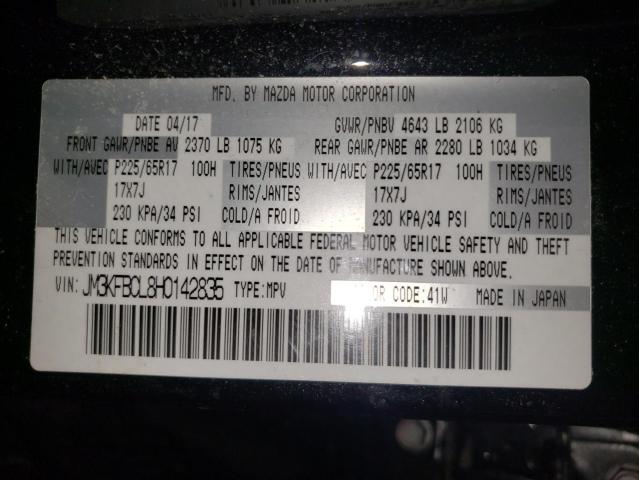 MFD. BY MAZDA MOTOR CORPORATION
DATE 04/17 GVWR/PNBV 4643 LB 2106 KG
FRONT GAWR/PNBE AV 2370 LB 1075 KG REAR GAWR/PNBE AR 2280 LB 1034 KG
WITH/AVEC P225/65R17 100H TIRES/PNEUS WITH/AVEC P225/65R17 100H TIRES/PNEUS
17X7J RIMS/JANTES 17X7J RIMS/JANTES
230 KPA/34 PSI COLD/A FROID 230 KPA/34 PSI COLD/A FROID
THIS VEHICLE CONFORMS TO ALL APPLICABLE FEDERAL MOTOR VEHICLE SAFETY AND THEFT
PREVENTION STANDARDS IN EFFECT ON THE DATE OF MANUFACTURE SHOWN ABOVE.
VIN: JM3KFBCL8H0142835 TYPE:MPV OR CODE:41W MADE IN JAPAN